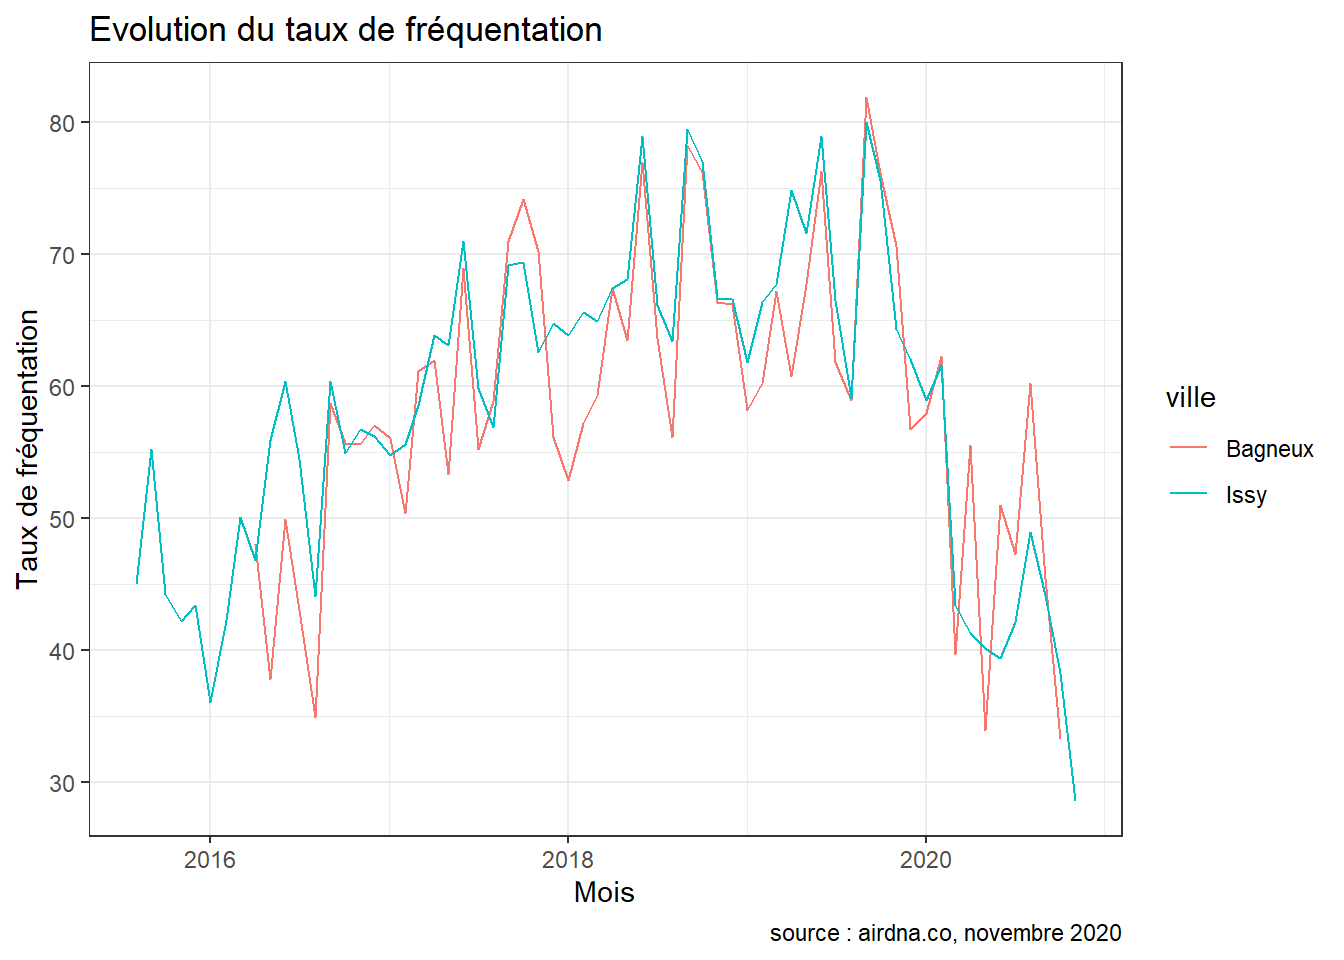 Evolution du taux de fréquentation
Taux de fréquentation
80
70
60
50
40
30
2016
2018
2020
Mois
ville
Bagneux
Issy
source : airdna.co, novembre 2020